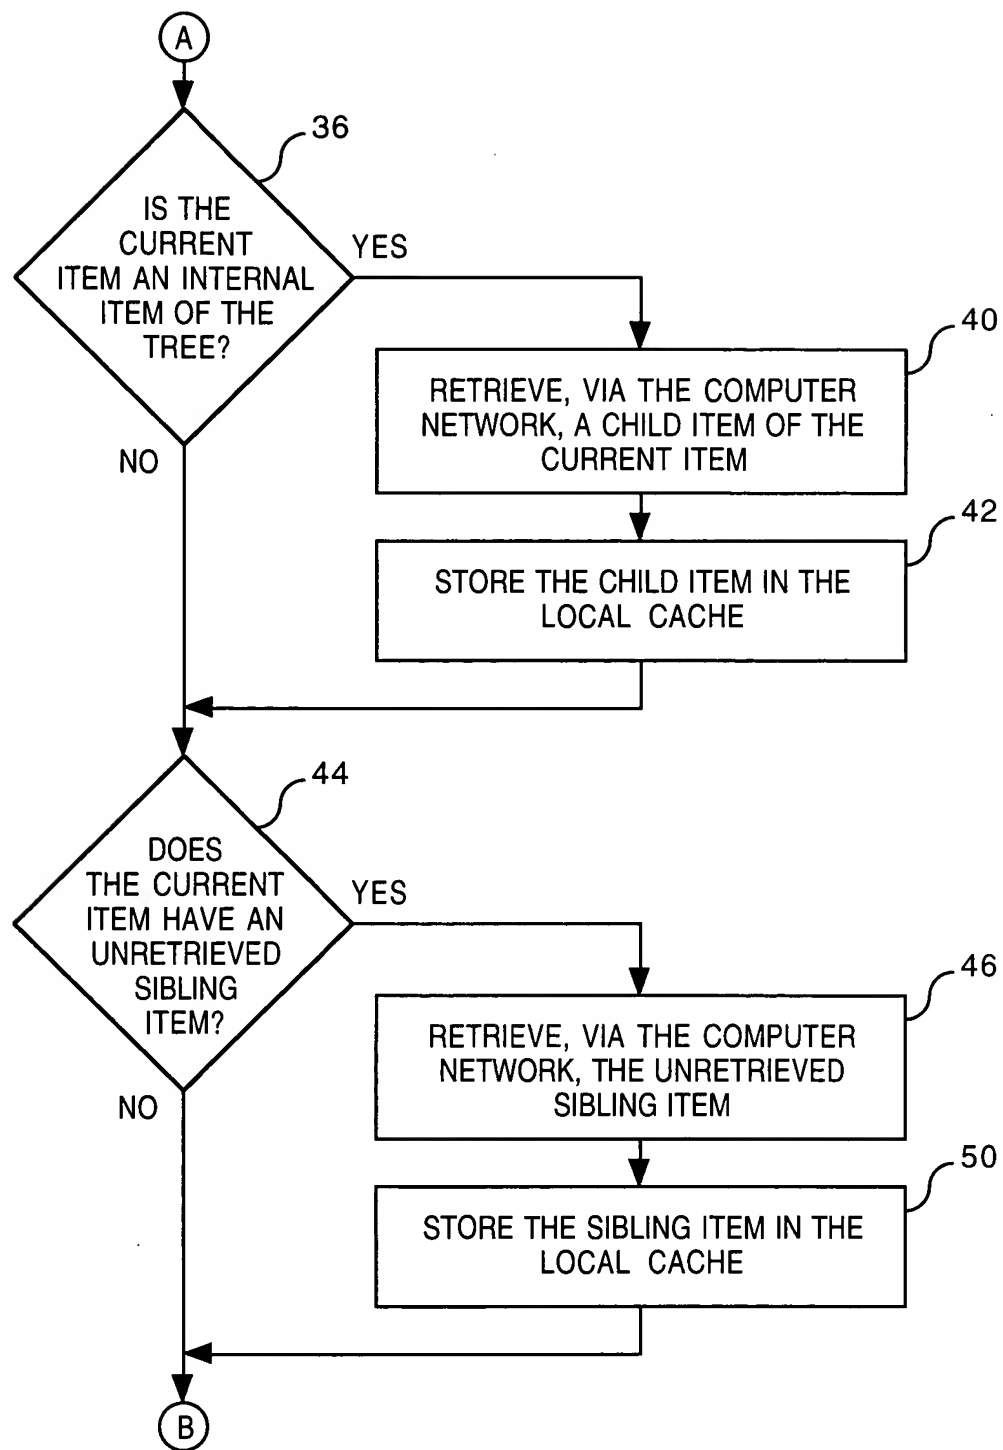 A
36
IS THE
CURRENT
ITEM AN INTERNAL
ITEM OF THE
TREE?
YES
NO
40
RETRIEVE, VIA THE COMPUTER
NETWORK, A CHILD ITEM OF THE
CURRENT ITEM
42
STORE THE CHILD ITEM IN THE
LOCAL CACHE
44
DOES
THE CURRENT
ITEM HAVE AN
UNRETRIEVED
SIBLING
ITEM?
YES
NO
46
RETRIEVE, VIA THE COMPUTER
NETWORK, THE UNRETRIEVED
SIBLING ITEM
50
STORE THE SIBLING ITEM IN THE
LOCAL CACHE
B